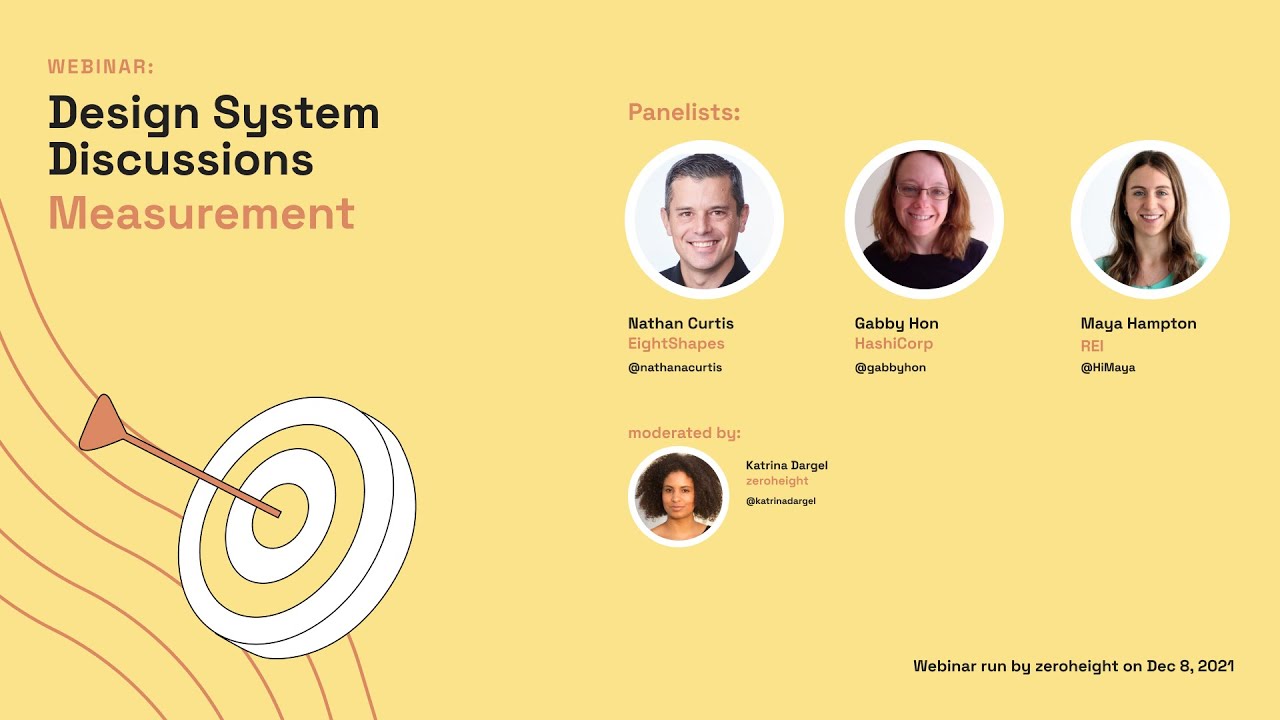 WEBINAR:
Design System
Discussions
Measurement
Panelists:
Nathan Curtis
EightShapes
@nathanacurtis
Gabby Hon
HashiCorp
@gabbyhon
Maya Hampton
REI
@HiMaya
moderated by:
Katrina Dargel
zeroheight
@katrinadargel
Webinar run by zeroheight on Dec 8, 2021